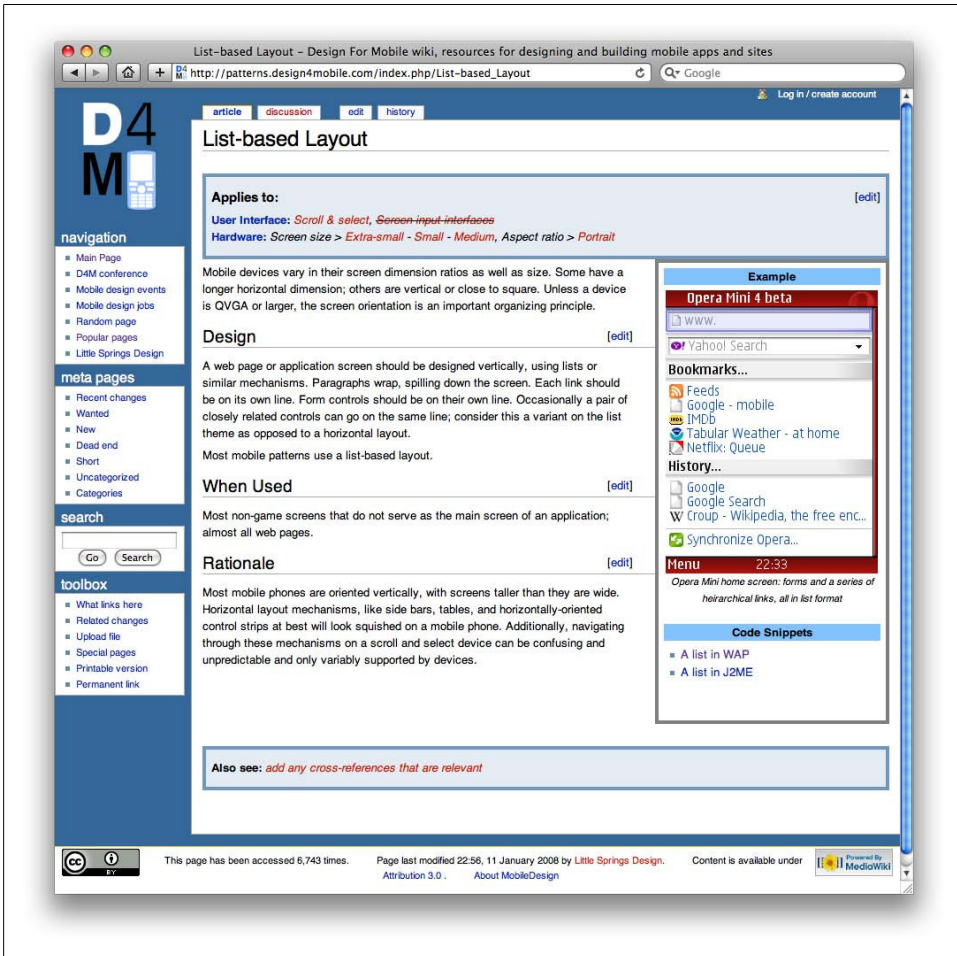 List-based Layout – Design For Mobile wiki, resources for designing and building mobile apps and sites
http://patterns.design4mobile.com/index.php/List-based_Layout
Google
Log in / create account
D4
M
article discussion edit history
List-based Layout
Applies to: [edit]
User Interface: Scroll & select, Screen input interfaces
Hardware: Screen size > Extra-small - Small - Medium, Aspect ratio > Portrait
navigation
Main Page
D4M conference
Mobile design events
Mobile design jobs
Random page
Popular pages
Little Springs Design
meta pages
Recent changes
Wanted
New
Dead end
Short
Uncategorized
Categories
search
Go Search
toolbox
What links here
Related changes
Upload file
Special pages
Printable version
Permanent link
Mobile devices vary in their screen dimension ratios as well as size. Some have a
longer horizontal dimension; others are vertical or close to square. Unless a device
is QVGA or larger, the screen orientation is an important organizing principle.
Design [edit]
A web page or application screen should be designed vertically, using lists or
similar mechanisms. Paragraphs wrap, spilling down the screen. Each link should
be on its own line. Form controls should be on their own line. Occasionally a pair of
closely related controls can go on the same line; consider this a variant on the list
theme as opposed to a horizontal layout.
Most mobile patterns use a list-based layout.
When Used [edit]
Most non-game screens that do not serve as the main screen of an application;
almost all web pages.
Rationale [edit]
Most mobile phones are oriented vertically, with screens taller than they are wide.
Horizontal layout mechanisms, like side bars, tables, and horizontally-oriented
control strips at best will look squished on a mobile phone. Additionally, navigating
through these mechanisms on a scroll and select device can be confusing and
unpredictable and only variably supported by devices.
Example
Opera Mini 4 beta
www.
Y! Yahoo! Search
Bookmarks...
Feeds
Google - mobile
IMDb
Tabular Weather - at home
Netflix: Queue
History...
Google
Google Search
W Croup - Wikipedia, the free enc...
Synchronize Opera...
Menu 22:33
Opera Mini home screen: forms and a series of
heirarchical links, all in list format
Code Snippets
A list in WAP
A list in J2ME
Also see: add any cross-references that are relevant
cc BY
This page has been accessed 6,743 times. Page last modified 22:56, 11 January 2008 by Little Springs Design. Content is available under
Attribution 3.0 . About MobileDesign
Powered By
MediaWiki